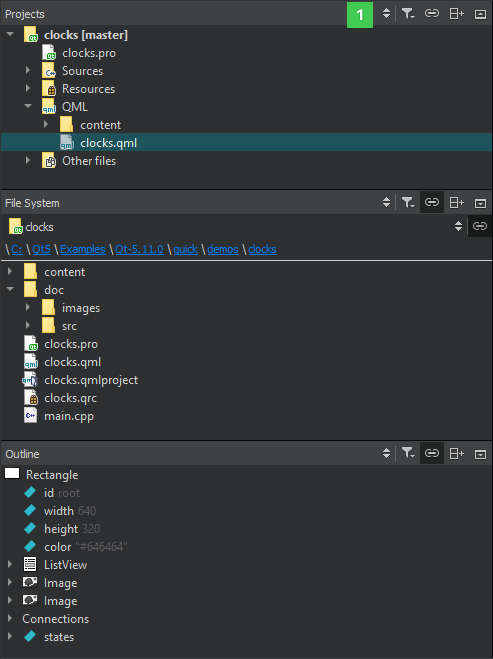 Projects 1
clocks [master]
clocks.pro
Sources
Resources
QML
content
clocks.qml
Other files
File System
clocks
\ C: \ Qt5 \ Examples \ Qt-5.11.0 \ quick \ demos \ clocks
content
doc
images
src
clocks.pro
clocks.qml
clocks.qmlproject
clocks.qrc
main.cpp
Outline
Rectangle
id root
width 640
height 320
color "#646464"
ListView
Image
Image
Connections
states